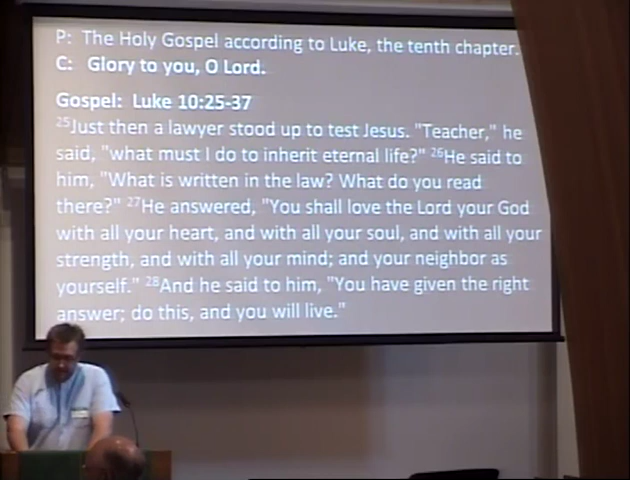 P: The Holy Gospel according to Luke, the tenth chapter.
C: Glory to you, O Lord.
Gospel: Luke 10:25-37
25Just then a lawyer stood up to test Jesus. "Teacher," he
said, "what must I do to inherit eternal life?" 26He said to
him, "What is written in the law? What do you read
there?" 27He answered, "You shall love the Lord your God
with all your heart, and with all your soul, and with all your
strength, and with all your mind; and your neighbor as
yourself." 28And he said to him, "You have given the right
answer; do this, and you will live."